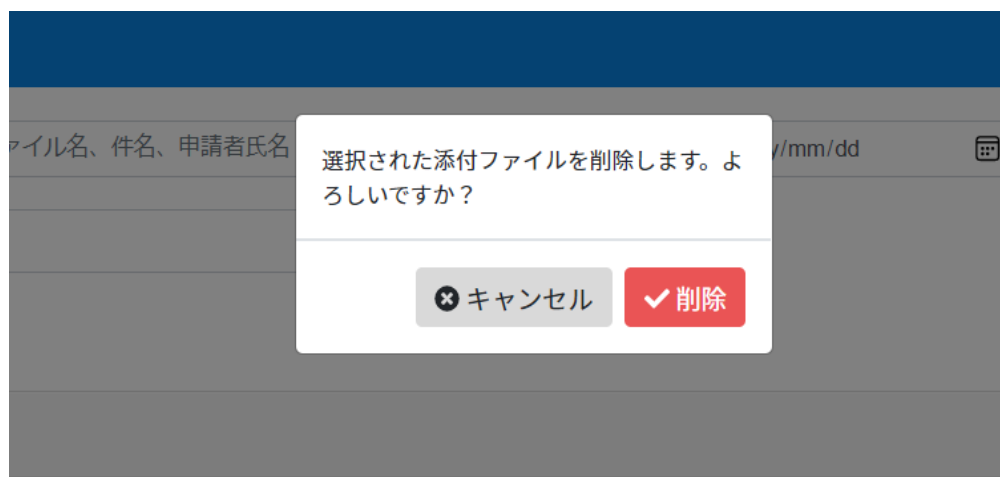 ァイル名、件名、申請者氏名
/mm/dd
選択された添付ファイルを削除します。よ
ろしいですか？
キャンセル
削除